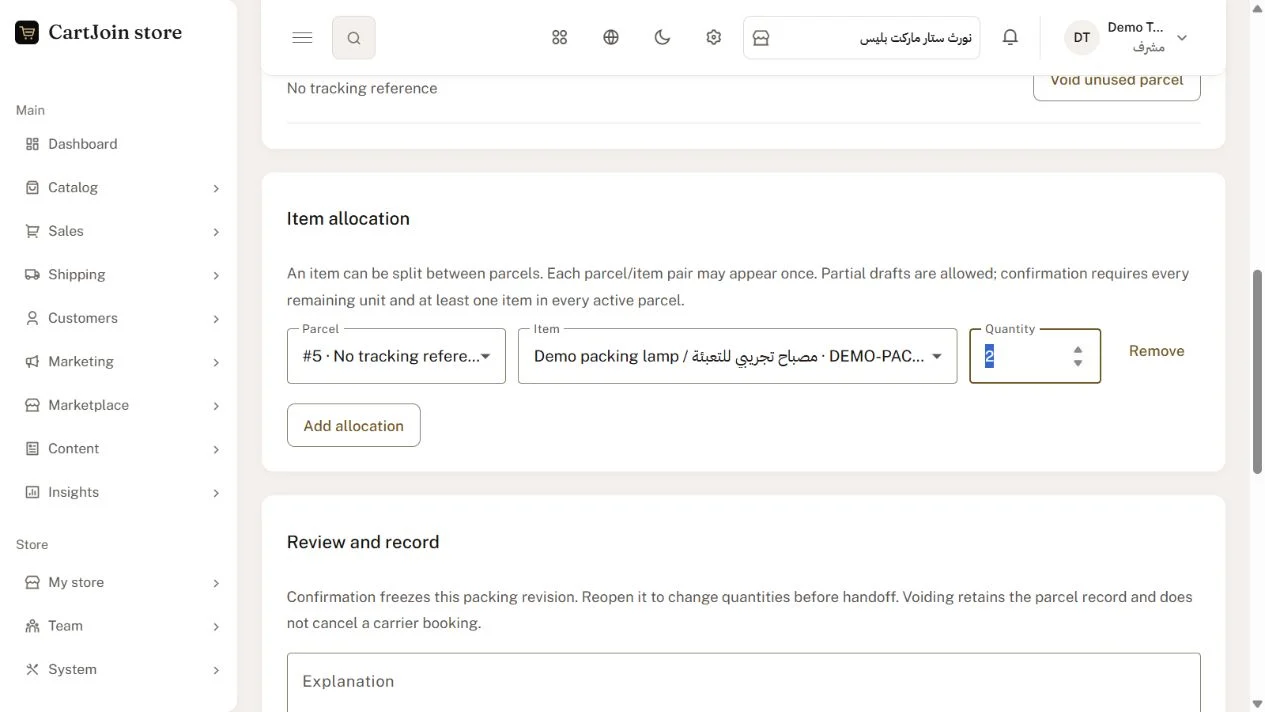 CartJoin store
نورث ستار ماركت بليس
DT
Demo T...
مشرف
Main
Dashboard
Catalog
Sales
Shipping
Customers
Marketing
Marketplace
Content
Insights
Store
My store
Team
System
No tracking reference
Void unused parcel
Item allocation
An item can be split between parcels. Each parcel/item pair may appear once. Partial drafts are allowed; confirmation requires every
remaining unit and at least one item in every active parcel.
Parcel
#5 · No tracking refere...
Item
Demo packing lamp / مصباح تجريبي للتعبئة · DEMO-PAC...
Quantity
2
Remove
Add allocation
Review and record
Confirmation freezes this packing revision. Reopen it to change quantities before handoff. Voiding retains the parcel record and does
not cancel a carrier booking.
Explanation